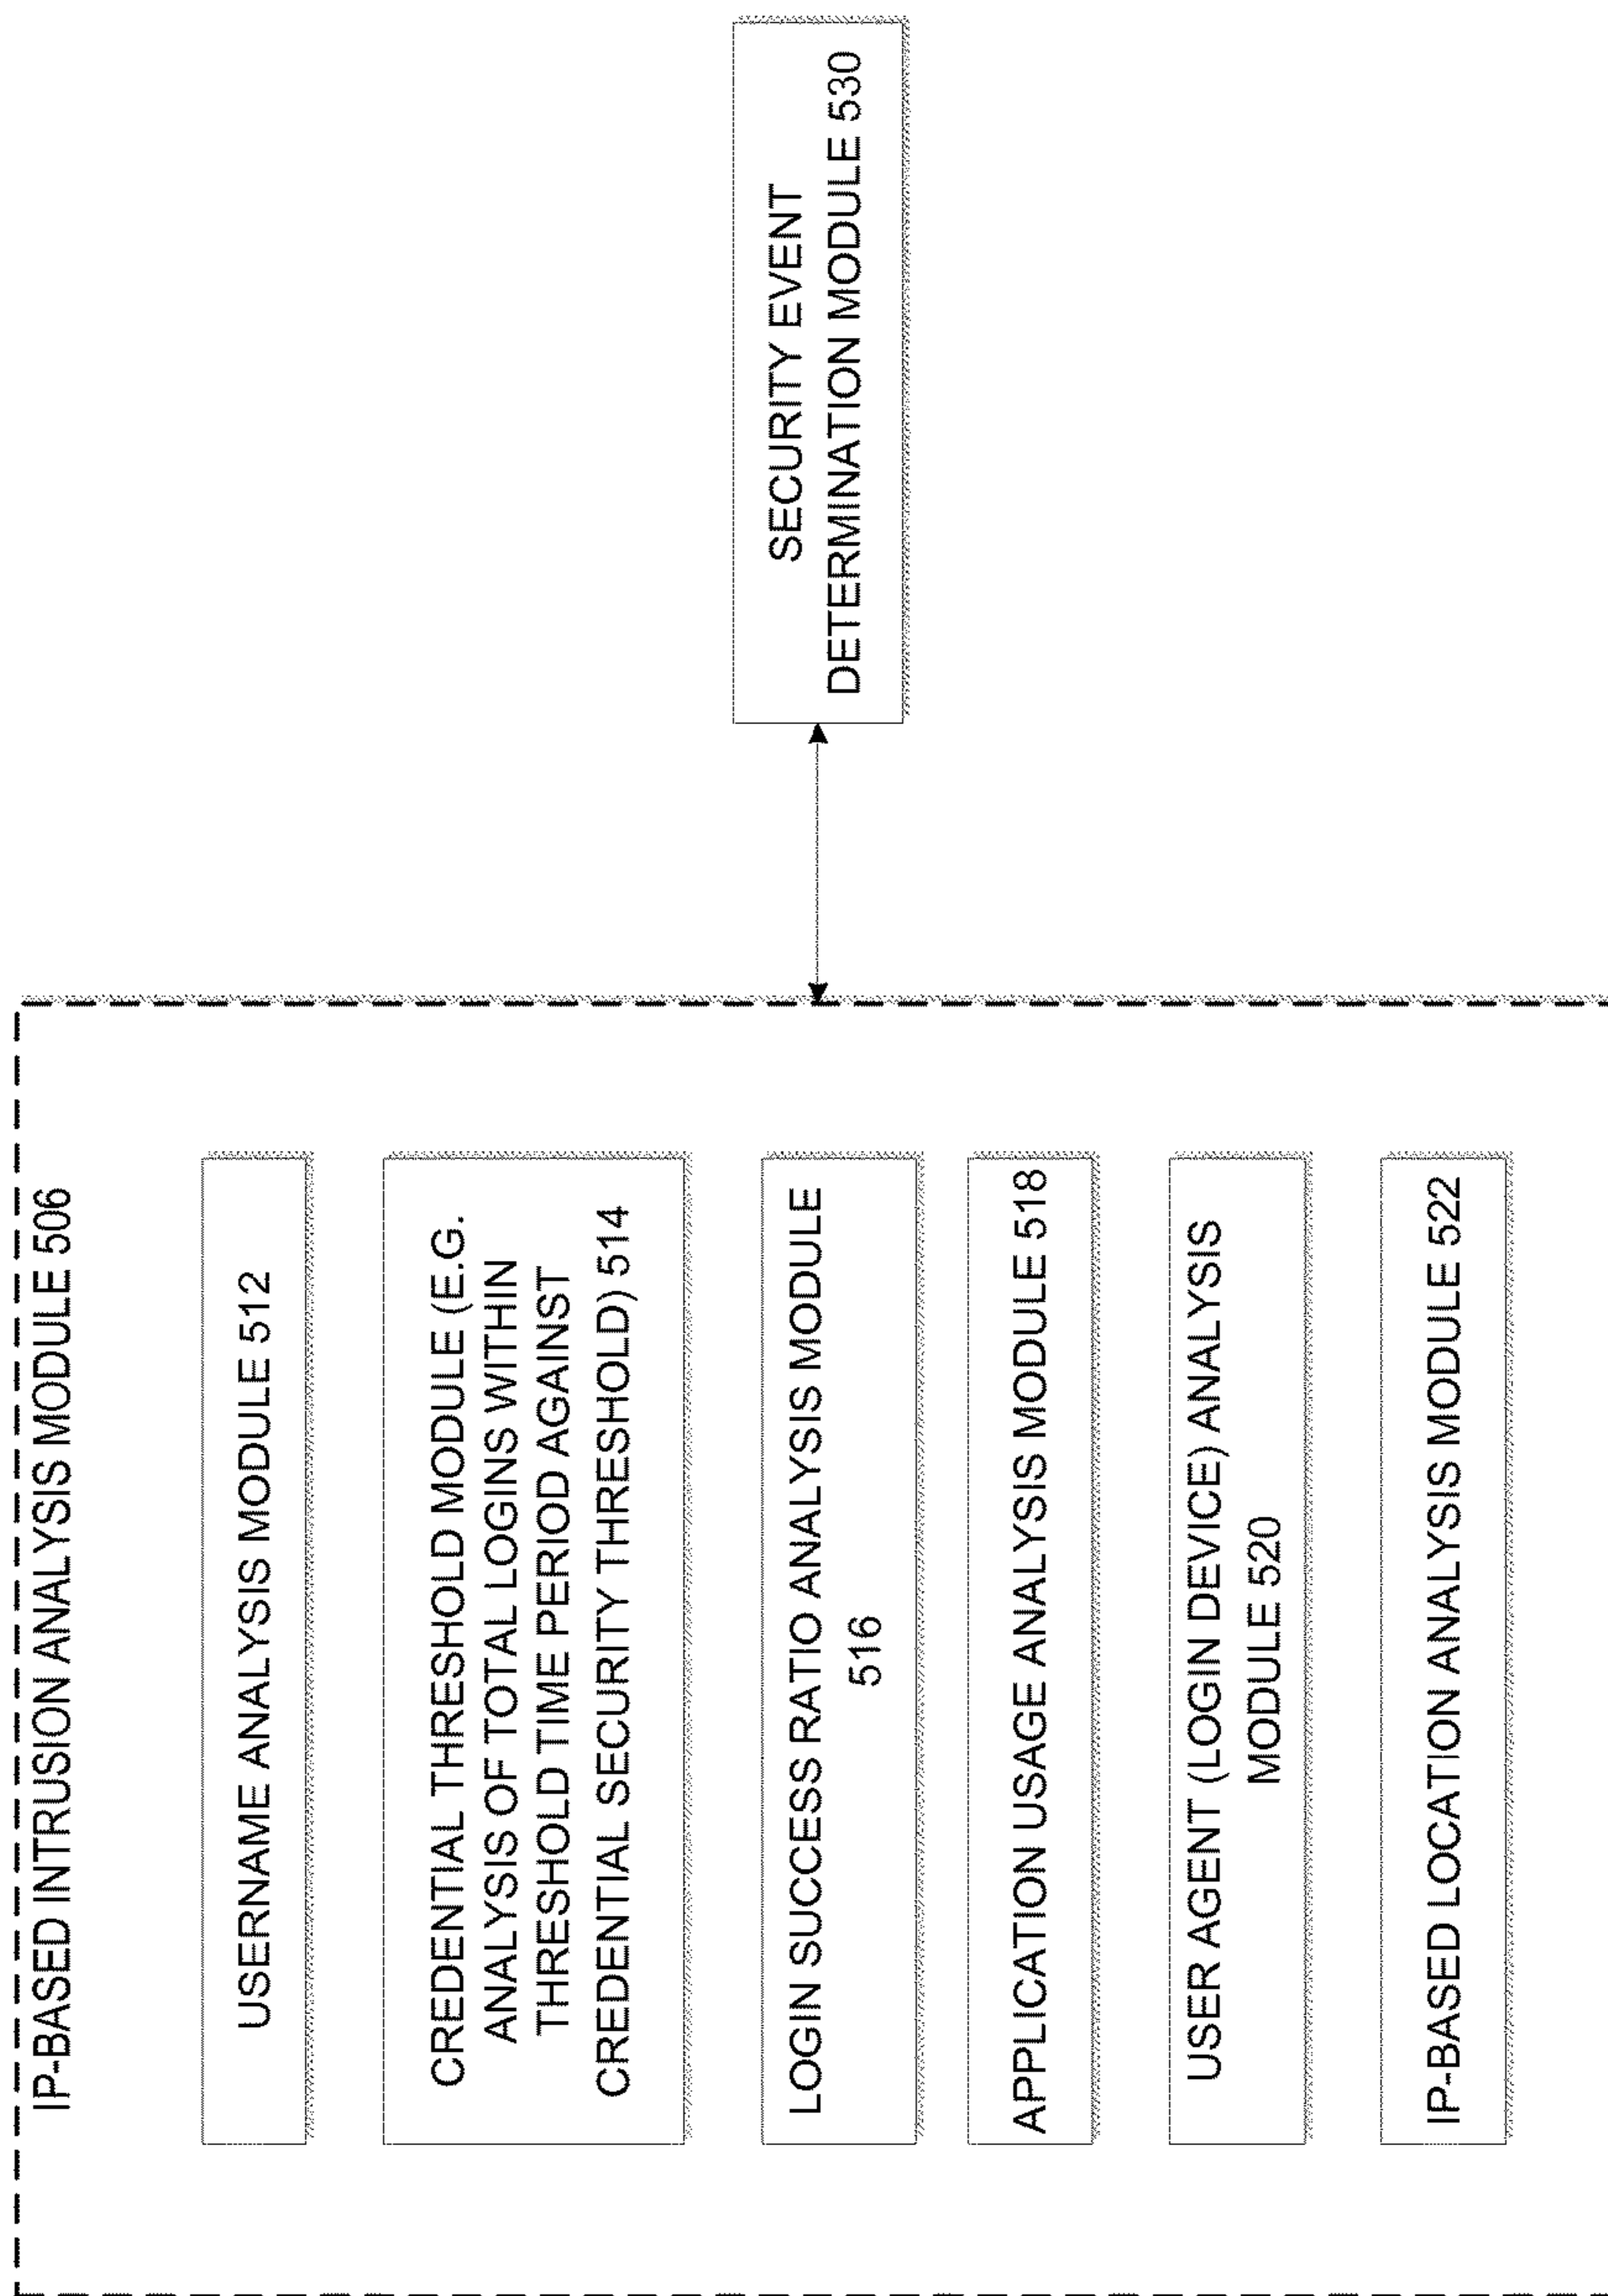 IP-BASED INTRUSION ANALYSIS MODULE 506
USERNAME ANALYSIS MODULE 512
CREDENTIAL THRESHOLD MODULE (E.G.
ANALYSIS OF TOTAL LOGINS WITHIN
THRESHOLD TIME PERIOD AGAINST
CREDENTIAL SECURITY THRESHOLD) 514
LOGIN SUCCESS RATIO ANALYSIS MODULE
516
APPLICATION USAGE ANALYSIS MODULE 518
USER AGENT (LOGIN DEVICE) ANALYSIS
MODULE 520
IP-BASED LOCATION ANALYSIS MODULE 522
SECURITY EVENT
DETERMINATION MODULE 530